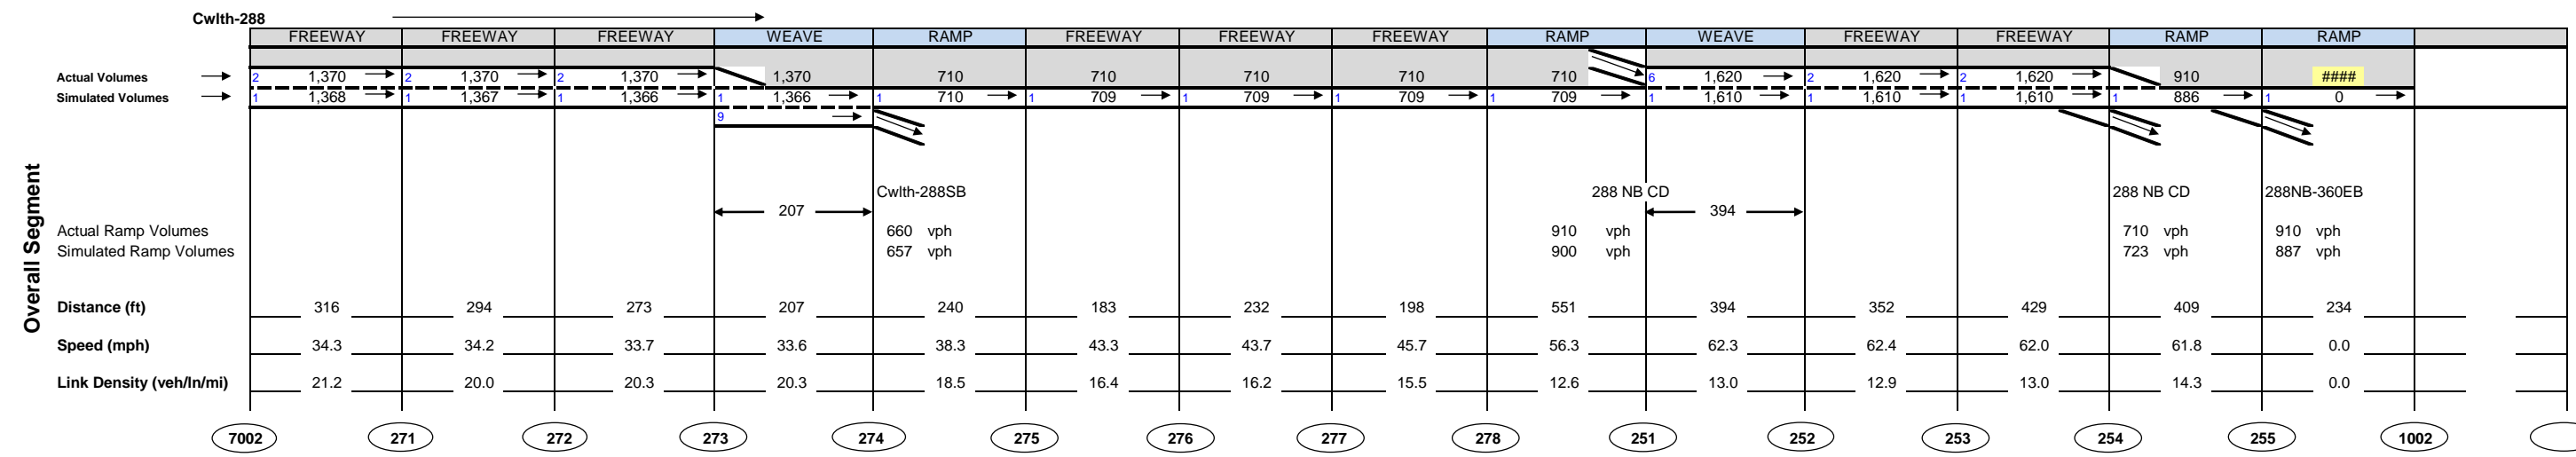 Cwlth-288
FREEWAY FREEWAY FREEWAY WEAVE RAMP FREEWAY FREEWAY FREEWAY RAMP WEAVE FREEWAY FREEWAY RAMP RAMP
Actual Volumes 2 1,370 2 1,370 2 1,370 1,370 710 710 710 710 710 6 1,620 2 1,620 2 1,620 910 ####
Simulated Volumes 1 1,368 1 1,367 1 1,366 1 1,366 1 710 1 709 1 709 1 709 1 709 1 1,610 1 1,610 1 1,610 1 886 1 0
9
Overall Segment
Cwlth-288SB 288 NB CD 288 NB CD 288NB-360EB
207 394
Actual Ramp Volumes 660 vph 910 vph 710 vph 910 vph
Simulated Ramp Volumes 657 vph 900 vph 723 vph 887 vph
Distance (ft) 316 294 273 207 240 183 232 198 551 394 352 429 409 234
Speed (mph) 34.3 34.2 33.7 33.6 38.3 43.3 43.7 45.7 56.3 62.3 62.4 62.0 61.8 0.0
Link Density (veh/ln/mi) 21.2 20.0 20.3 20.3 18.5 16.4 16.2 15.5 12.6 13.0 12.9 13.0 14.3 0.0
7002 271 272 273 274 275 276 277 278 251 252 253 254 255 1002